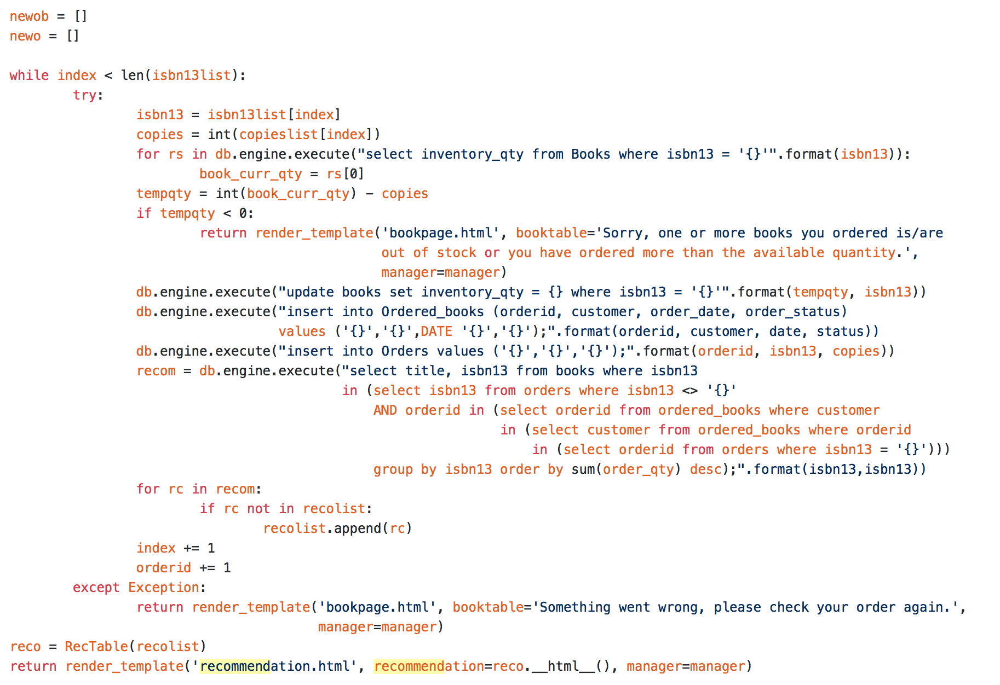 newob = []
newo = []
while index < len(isbn13list):
try:
isbn13 = isbn13list[index]
copies = int(copieslist[index])
for rs in db.engine.execute("select inventory_qty from Books where isbn13 = '{}'".format(isbn13)):
book_curr_qty = rs[0]
tempqty = int(book_curr_qty) - copies
if tempqty < 0:
return render_template('bookpage.html', booktable='Sorry, one or more books you ordered is/are
out of stock or you have ordered more than the available quantity.',
manager=manager)
db.engine.execute("update books set inventory_qty = {} where isbn13 = '{}'".format(tempqty, isbn13))
db.engine.execute("insert into Ordered_books (orderid, customer, order_date, order_status)
values ('{}','{}',DATE '{}','{}');".format(orderid, customer, date, status))
db.engine.execute("insert into Orders values ('{}','{}','{}');".format(orderid, isbn13, copies))
recom = db.engine.execute("select title, isbn13 from books where isbn13
in (select isbn13 from orders where isbn13 <> '{}'
AND orderid in (select orderid from ordered_books where customer
in (select customer from ordered_books where orderid
in (select orderid from orders where isbn13 = '{}')))
group by isbn13 order by sum(order_qty) desc);".format(isbn13,isbn13))
for rc in recom:
if rc not in recolist:
recolist.append(rc)
index += 1
orderid += 1
except Exception:
return render_template('bookpage.html', booktable='Something went wrong, please check your order again.',
manager=manager)
reco = RecTable(recolist)
return render_template('recommendation.html', recommendation=reco.__html__(), manager=manager)